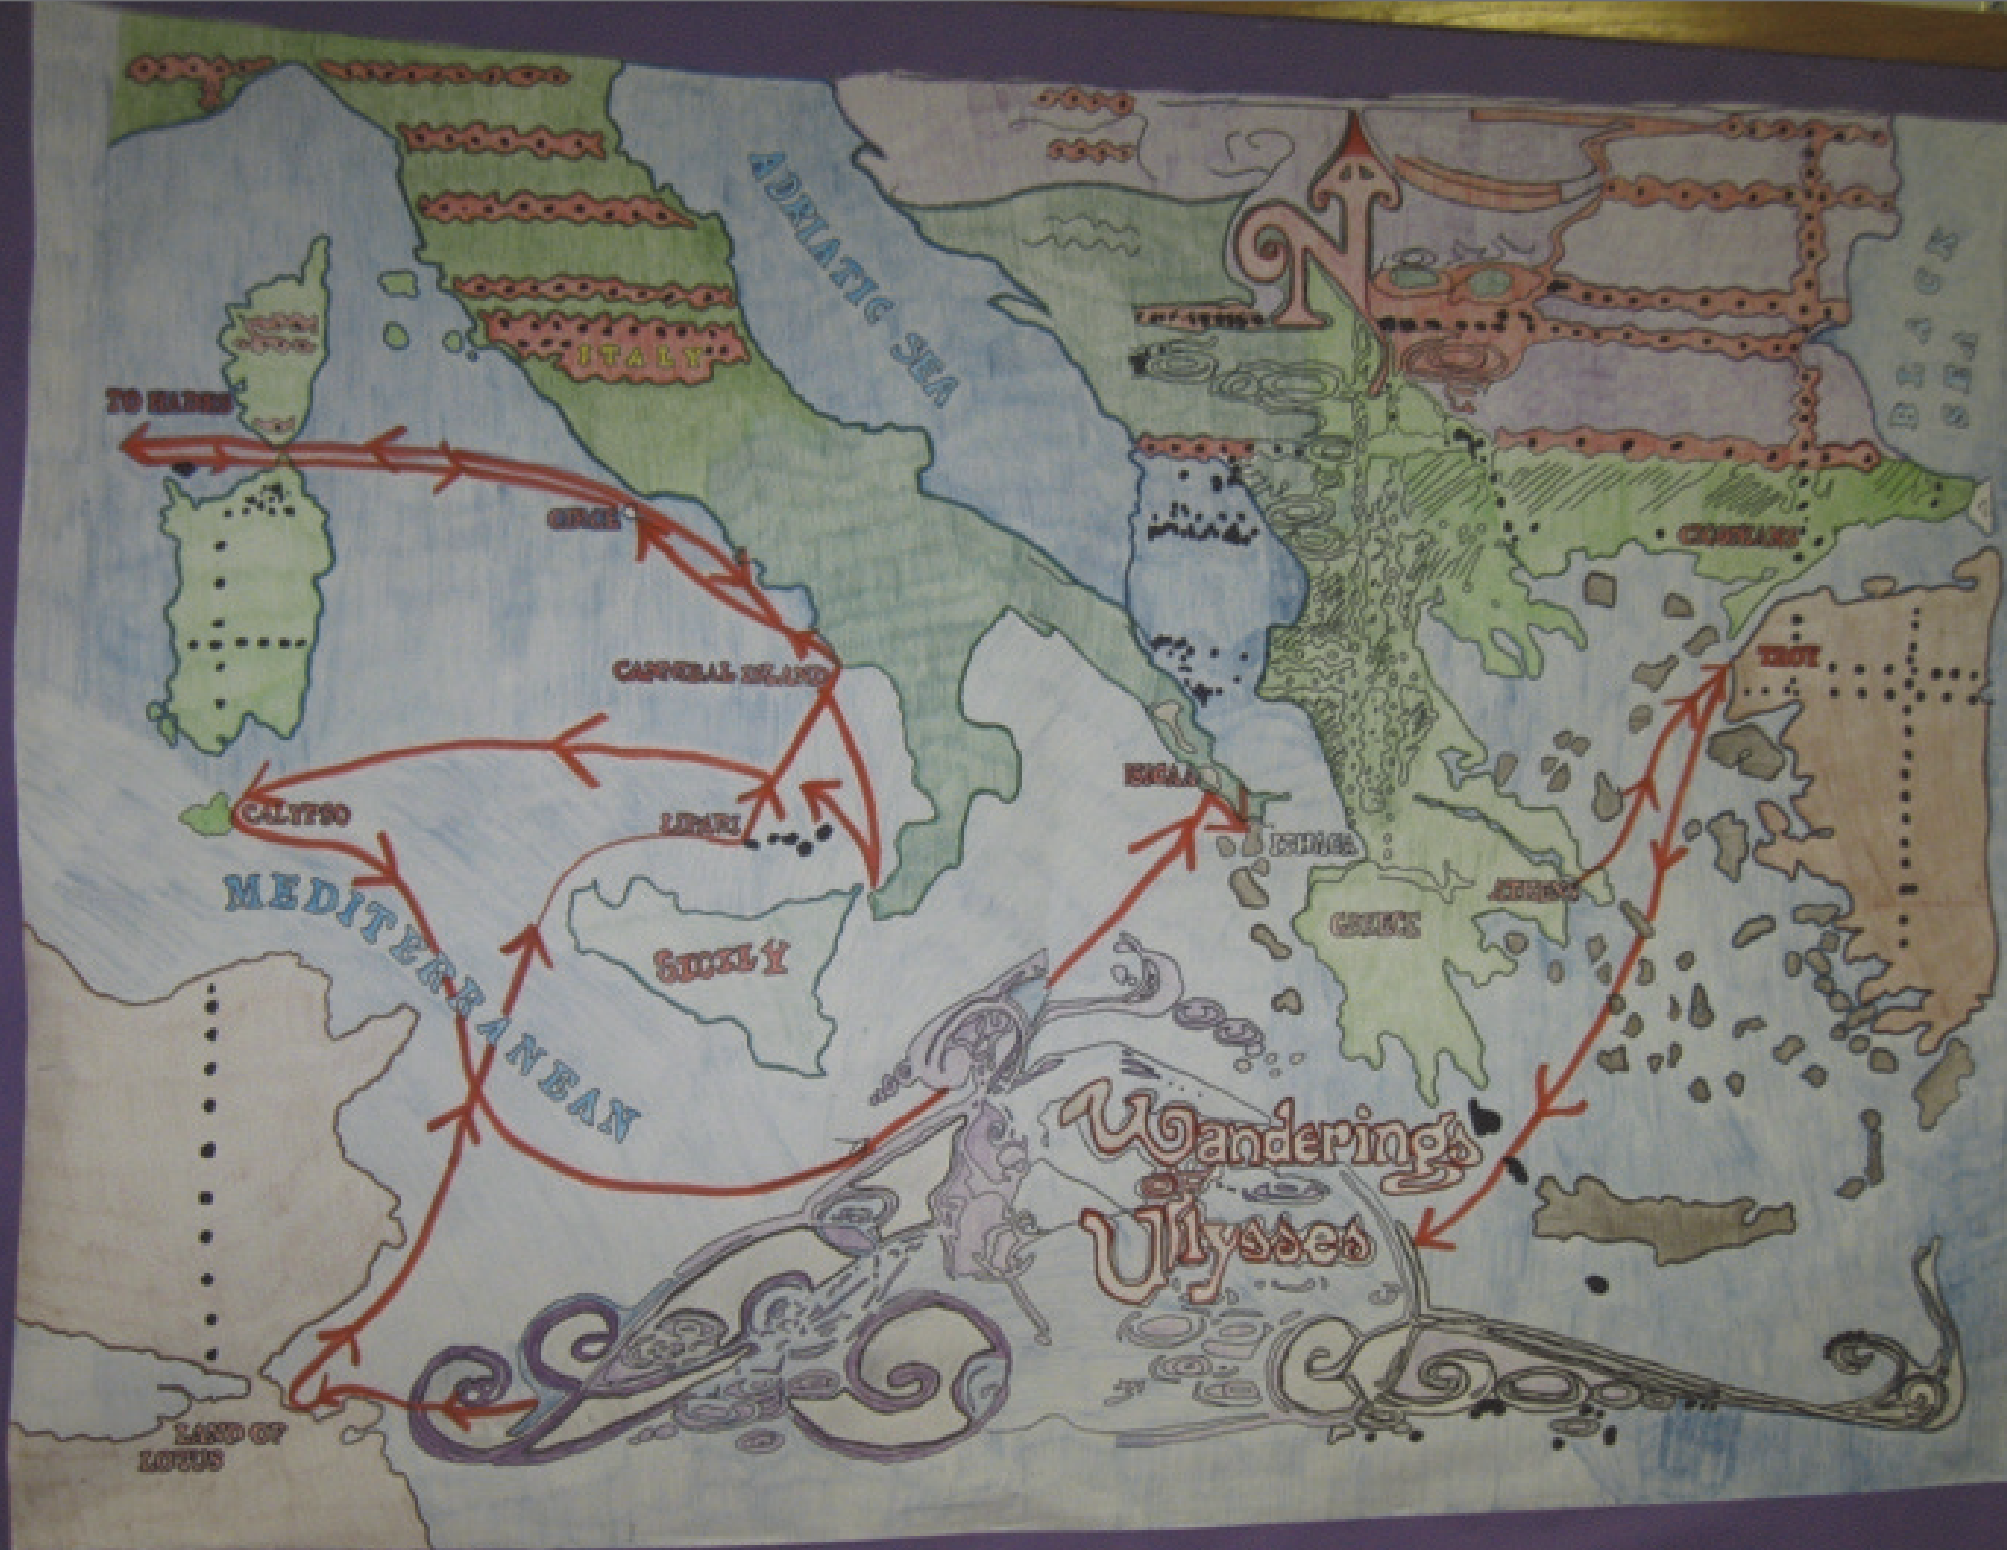 ADRIATIC SEA
N
BLACK
SEA
ITALY
TO HADES
CIRCE
CANNIBAL ISLAND
TROY
CALYPSO
LIPARI
ITHACA
ATHENS
GREECE
SICILY
MEDITERRANEAN
Wanderings
OF
Ulysses
LAND OF
LOTUS